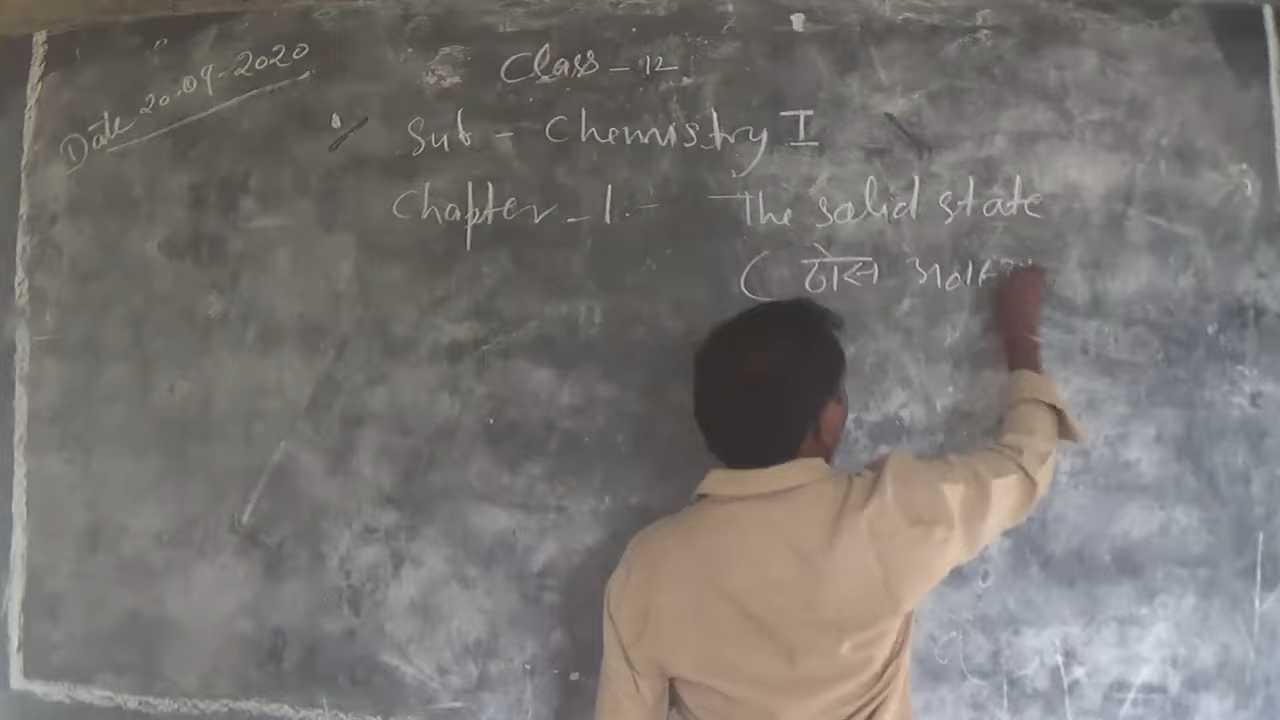 Date 20.09-2020
Class - 12
Sub - Chemistry I
Chapter - 1 :- The solid state
( ठोस